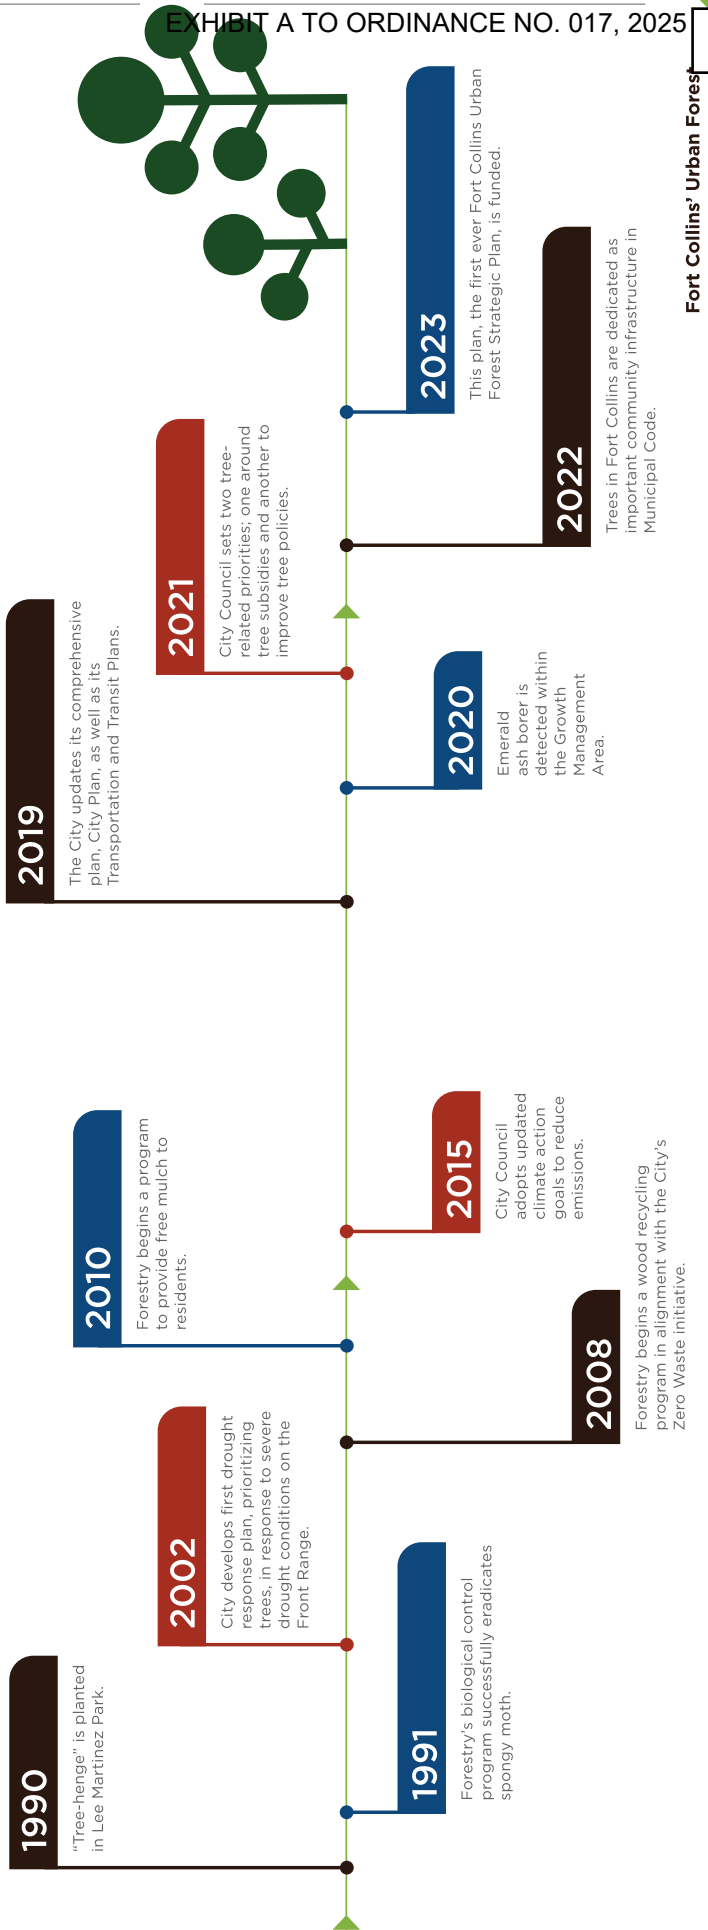 EXHIBIT A TO ORDINANCE NO. 017, 2025
Fort Collins’ Urban Forest
1990
“Tree-henge” is planted
in Lee Martinez Park.
1991
Forestry’s biological control
program successfully eradicates
spongy moth.
2002
City develops first drought
response plan, prioritizing
trees, in response to severe
drought conditions on the
Front Range.
2008
Forestry begins a wood recycling
program in alignment with the City’s
Zero Waste initiative.
2010
Forestry begins a program
to provide free mulch to
residents.
2015
City Council
adopts updated
climate action
goals to reduce
emissions.
2019
The City updates its comprehensive
plan, City Plan, as well as its
Transportation and Transit Plans.
2020
Emerald
ash borer is
detected within
the Growth
Management
Area.
2021
City Council sets two tree-
related priorities; one around
tree subsidies and another to
improve tree policies.
2022
Trees in Fort Collins are dedicated as
important community infrastructure in
Municipal Code.
2023
This plan, the first ever Fort Collins Urban
Forest Strategic Plan, is funded.